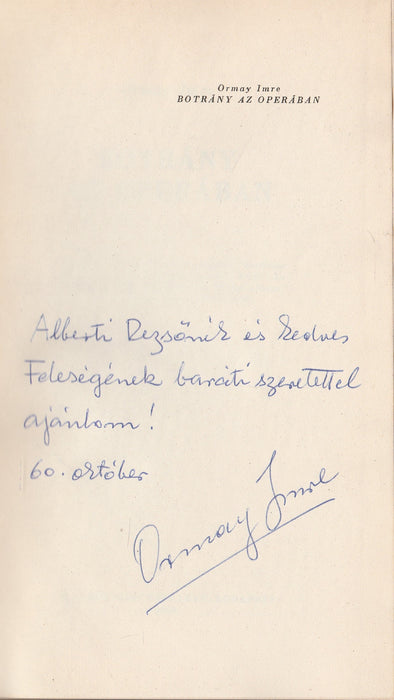 Ormay Imre
BOTRÁNY AZ OPERÁBAN
Alberti Rezsőnék és kedves
Feleségének baráti szeretettel
ajánlom!
60. október
Ormay Imre